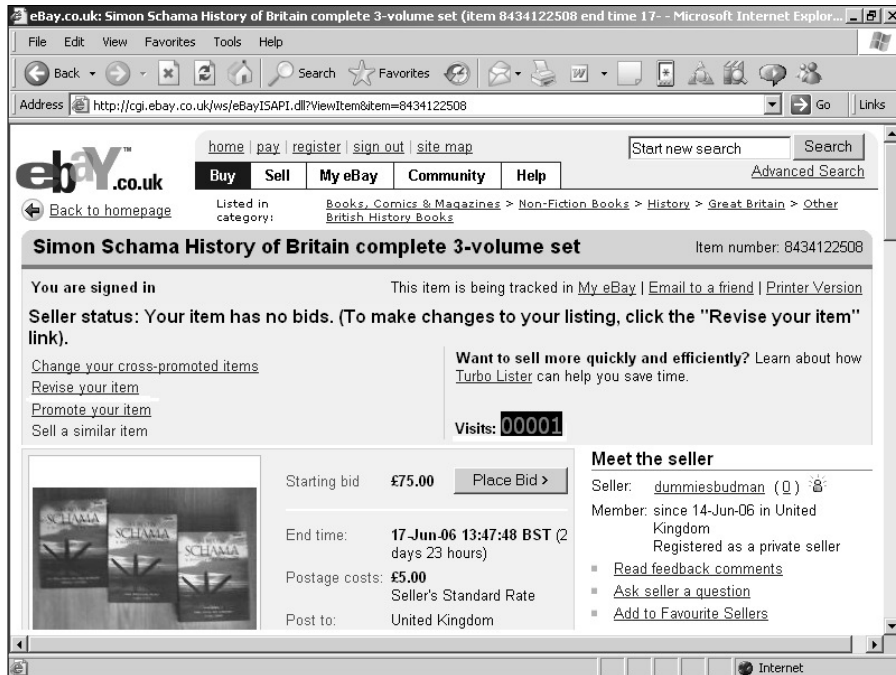 eBay.co.uk: Simon Schama History of Britain complete 3-volume set (item 8434122508 end time 17- - Microsoft Internet Explor...
File Edit View Favorites Tools Help
Back Search Favorites
Address http://cgi.ebay.co.uk/ws/eBayISAPI.dll?ViewItem&item=8434122508 Go Links
home | pay | register | sign out | site map
Start new search Search
ebaY™.co.uk
Buy Sell My eBay Community Help
Advanced Search
Back to homepage
Listed in category:
Books, Comics & Magazines > Non-Fiction Books > History > Great Britain > Other
British History Books
Simon Schama History of Britain complete 3-volume set Item number: 8434122508
You are signed in This item is being tracked in My eBay | Email to a friend | Printer Version
Seller status: Your item has no bids. (To make changes to your listing, click the "Revise your item"
link).
Change your cross-promoted items
Revise your item
Promote your item
Sell a similar item
Want to sell more quickly and efficiently? Learn about how
Turbo Lister can help you save time.
Visits: 00001
SCHAMA
SCHAMA
SCHAMA
Starting bid £75.00 Place Bid >
End time: 17-Jun-06 13:47:48 BST (2
days 23 hours)
Postage costs: £5.00
Seller's Standard Rate
Post to: United Kingdom
Meet the seller
Seller: dummiesbudman (0)
Member: since 14-Jun-06 in United
Kingdom
Registered as a private seller
Read feedback comments
Ask seller a question
Add to Favourite Sellers
Internet